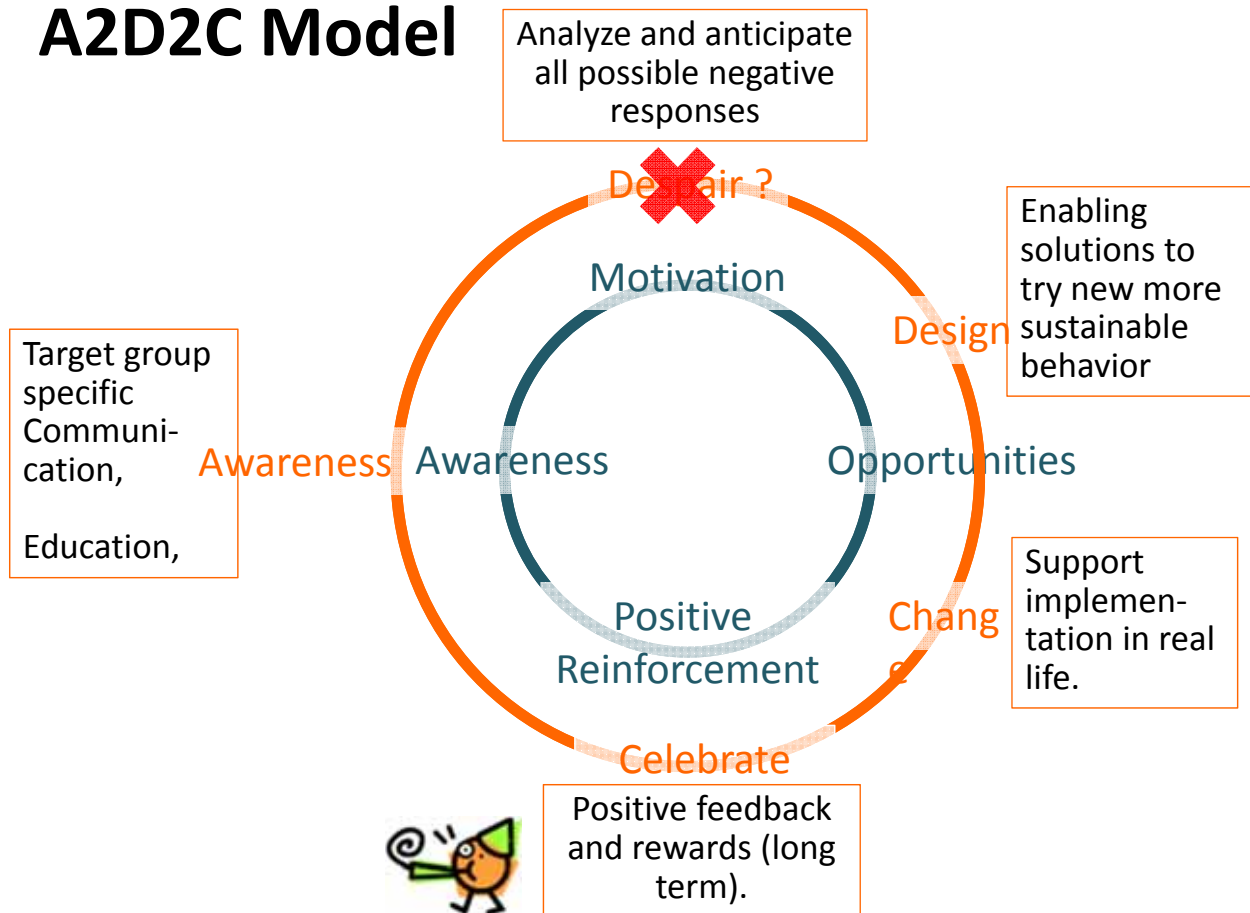 A2D2C Model
Analyze and anticipate
all possible negative
responses
Despair ?
Motivation
Enabling
solutions to
try new more
sustainable
behavior
Design
Target group
specific
Communi-
cation,
Education,
Awareness
Awareness
Opportunities
Support
implemen-
tation in real
life.
Chang
e
Positive
Reinforcement
Celebrate
Positive feedback
and rewards (long
term).